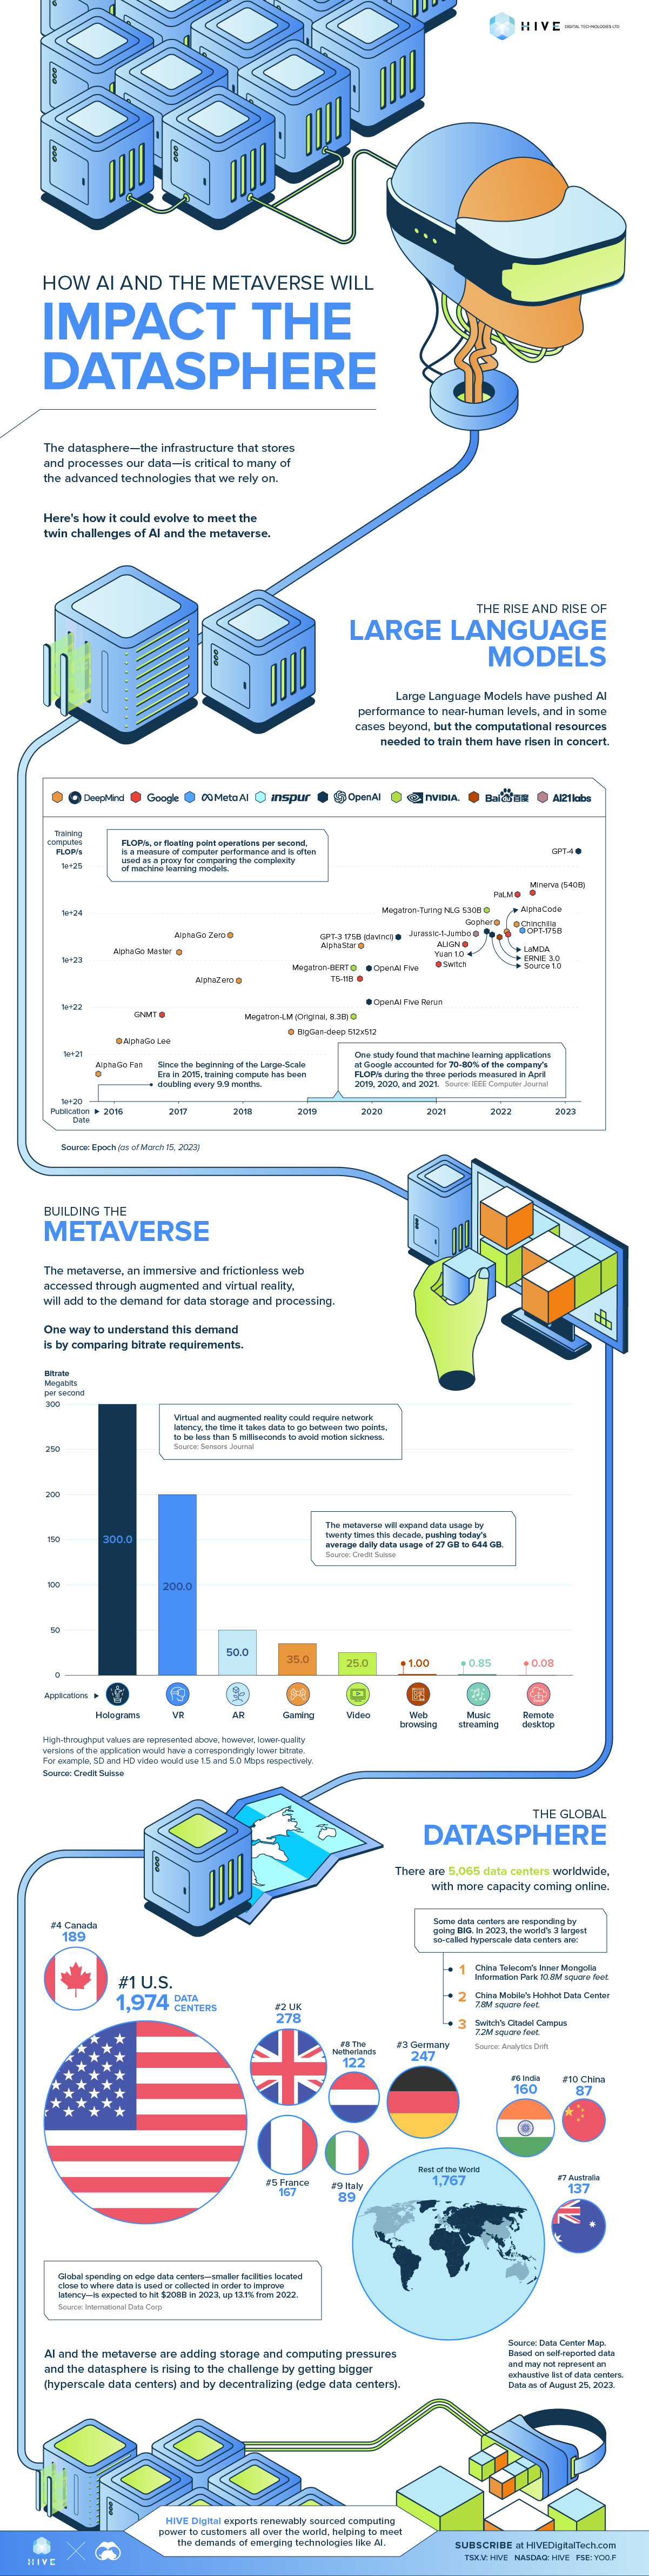 HIVE DIGITAL TECHNOLOGIES LTD
HOW AI AND THE METAVERSE WILL
IMPACT THE
DATASPHERE
The datasphere—the infrastructure that stores
and processes our data—is critical to many of
the advanced technologies that we rely on.
Here's how it could evolve to meet the
twin challenges of AI and the metaverse.
THE RISE AND RISE OF
LARGE LANGUAGE
MODELS
Large Language Models have pushed AI
performance to near-human levels, and in some
cases beyond, but the computational resources
needed to train them have risen in concert.
DeepMind Google Meta AI inspur OpenAI NVIDIA. Bai du 百度 AI21labs
Training
computes
FLOP/s
FLOP/s, or floating point operations per second,
is a measure of computer performance and is often
used as a proxy for comparing the complexity
of machine learning models.
GPT-4
1e+25
Minerva (540B)
PaLM
1e+24
Megatron-Turing NLG 530B
AlphaCode
Gopher
Chinchilla
OPT-175B
AlphaGo Zero
GPT-3 175B (davinci)
Jurassic-1-Jumbo
AlphaStar
ALIGN
LaMDA
AlphaGo Master
Yuan 1.0
ERNIE 3.0
1e+23
Switch
Source 1.0
Megatron-BERT
OpenAI Five
AlphaZero
T5-11B
1e+22
OpenAI Five Rerun
GNMT
Megatron-LM (Original, 8.3B)
BigGan-deep 512x512
AlphaGo Lee
1e+21
AlphaGo Fan
Since the beginning of the Large-Scale
Era in 2015, training compute has been
doubling every 9.9 months.
One study found that machine learning applications
at Google accounted for 70-80% of the company's
FLOP/s during the three periods measured in April
2019, 2020, and 2021. Source: IEEE Computer Journal
1e+20
Publication
Date
2016 2017 2018 2019 2020 2021 2022 2023
Source: Epoch (as of March 15, 2023)
BUILDING THE
METAVERSE
The metaverse, an immersive and frictionless web
accessed through augmented and virtual reality,
will add to the demand for data storage and processing.
One way to understand this demand
is by comparing bitrate requirements.
Bitrate
Megabits
per second
300
250
200
150
100
50
0
Virtual and augmented reality could require network
latency, the time it takes data to go between two points,
to be less than 5 milliseconds to avoid motion sickness.
Source: Sensors Journal
The metaverse will expand data usage by
twenty times this decade, pushing today's
average daily data usage of 27 GB to 644 GB.
Source: Credit Suisse
300.0
200.0
50.0
35.0
25.0
1.00
0.85
0.08
Applications
Holograms
VR
AR
Gaming
Video
Web
browsing
Music
streaming
Remote
desktop
High-throughput values are represented above, however, lower-quality
versions of the application would have a correspondingly lower bitrate.
For example, SD and HD video would use 1.5 and 5.0 Mbps respectively.
Source: Credit Suisse
THE GLOBAL
DATASPHERE
There are 5,065 data centers worldwide,
with more capacity coming online.
Some data centers are responding by
going BIG. In 2023, the world's 3 largest
so-called hyperscale data centers are:
1 China Telecom's Inner Mongolia
Information Park 10.8M square feet.
2 China Mobile's Hohhot Data Center
7.8M square feet.
3 Switch's Citadel Campus
7.2M square feet.
Source: Analytics Drift
#4 Canada
189
#1 U.S.
1,974 DATA
CENTERS
#2 UK
278
#8 The
Netherlands
122
#3 Germany
247
#6 India
160
#10 China
87
#5 France
167
#9 Italy
89
Rest of the World
1,767
#7 Australia
137
Global spending on edge data centers—smaller facilities located
close to where data is used or collected in order to improve
latency—is expected to hit $208B in 2023, up 13.1% from 2022.
Source: International Data Corp
AI and the metaverse are adding storage and computing pressures
and the datasphere is rising to the challenge by getting bigger
(hyperscale data centers) and by decentralizing (edge data centers).
Source: Data Center Map.
Based on self-reported data
and may not represent an
exhaustive list of data centers.
Data as of August 25, 2023.
HIVE
HIVE Digital exports renewably sourced computing
power to customers all over the world, helping to meet
the demands of emerging technologies like AI.
SUBSCRIBE at HIVEDigitalTech.com
TSX.V: HIVE NASDAQ: HIVE FSE: YO0.F